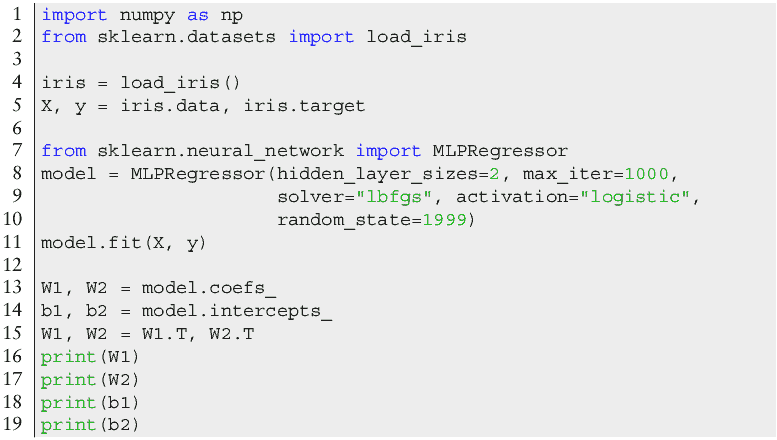 1 import numpy as np
2 from sklearn.datasets import load_iris
3
4 iris = load_iris()
5 X, y = iris.data, iris.target
6
7 from sklearn.neural_network import MLPRegressor
8 model = MLPRegressor(hidden_layer_sizes=2, max_iter=1000,
9                      solver="lbfgs", activation="logistic",
10                      random_state=1999)
11 model.fit(X, y)
12
13 W1, W2 = model.coefs_
14 b1, b2 = model.intercepts_
15 W1, W2 = W1.T, W2.T
16 print(W1)
17 print(W2)
18 print(b1)
19 print(b2)